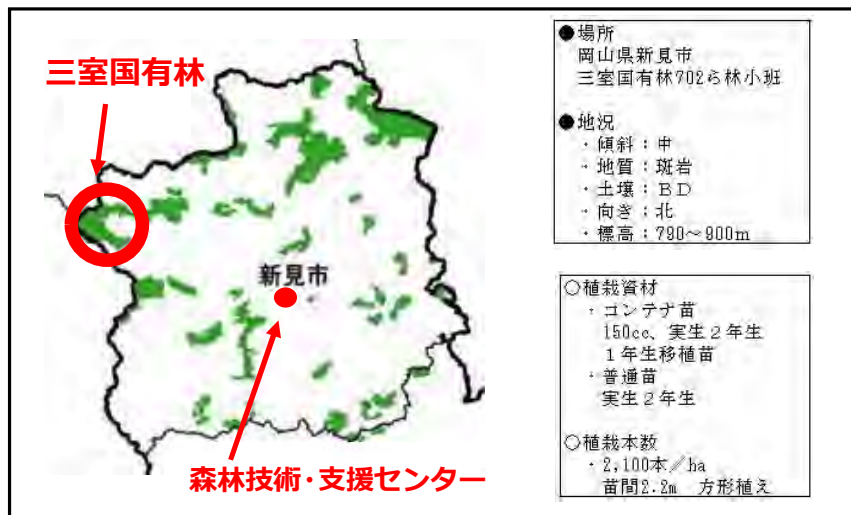 三室国有林
新見市
森林技術・支援センター
●場所
岡山県新見市
三室国有林702ら林小班
●地況
・傾斜：中
・地質：斑岩
・土壌：ＢＤ
・向き：北
・標高：790～900m
○植栽資材
・コンテナ苗
150cc、実生２年生
１年生移植苗
・普通苗
実生２年生
○植栽本数
・2,100本／ha
苗間2.2m　方形植え